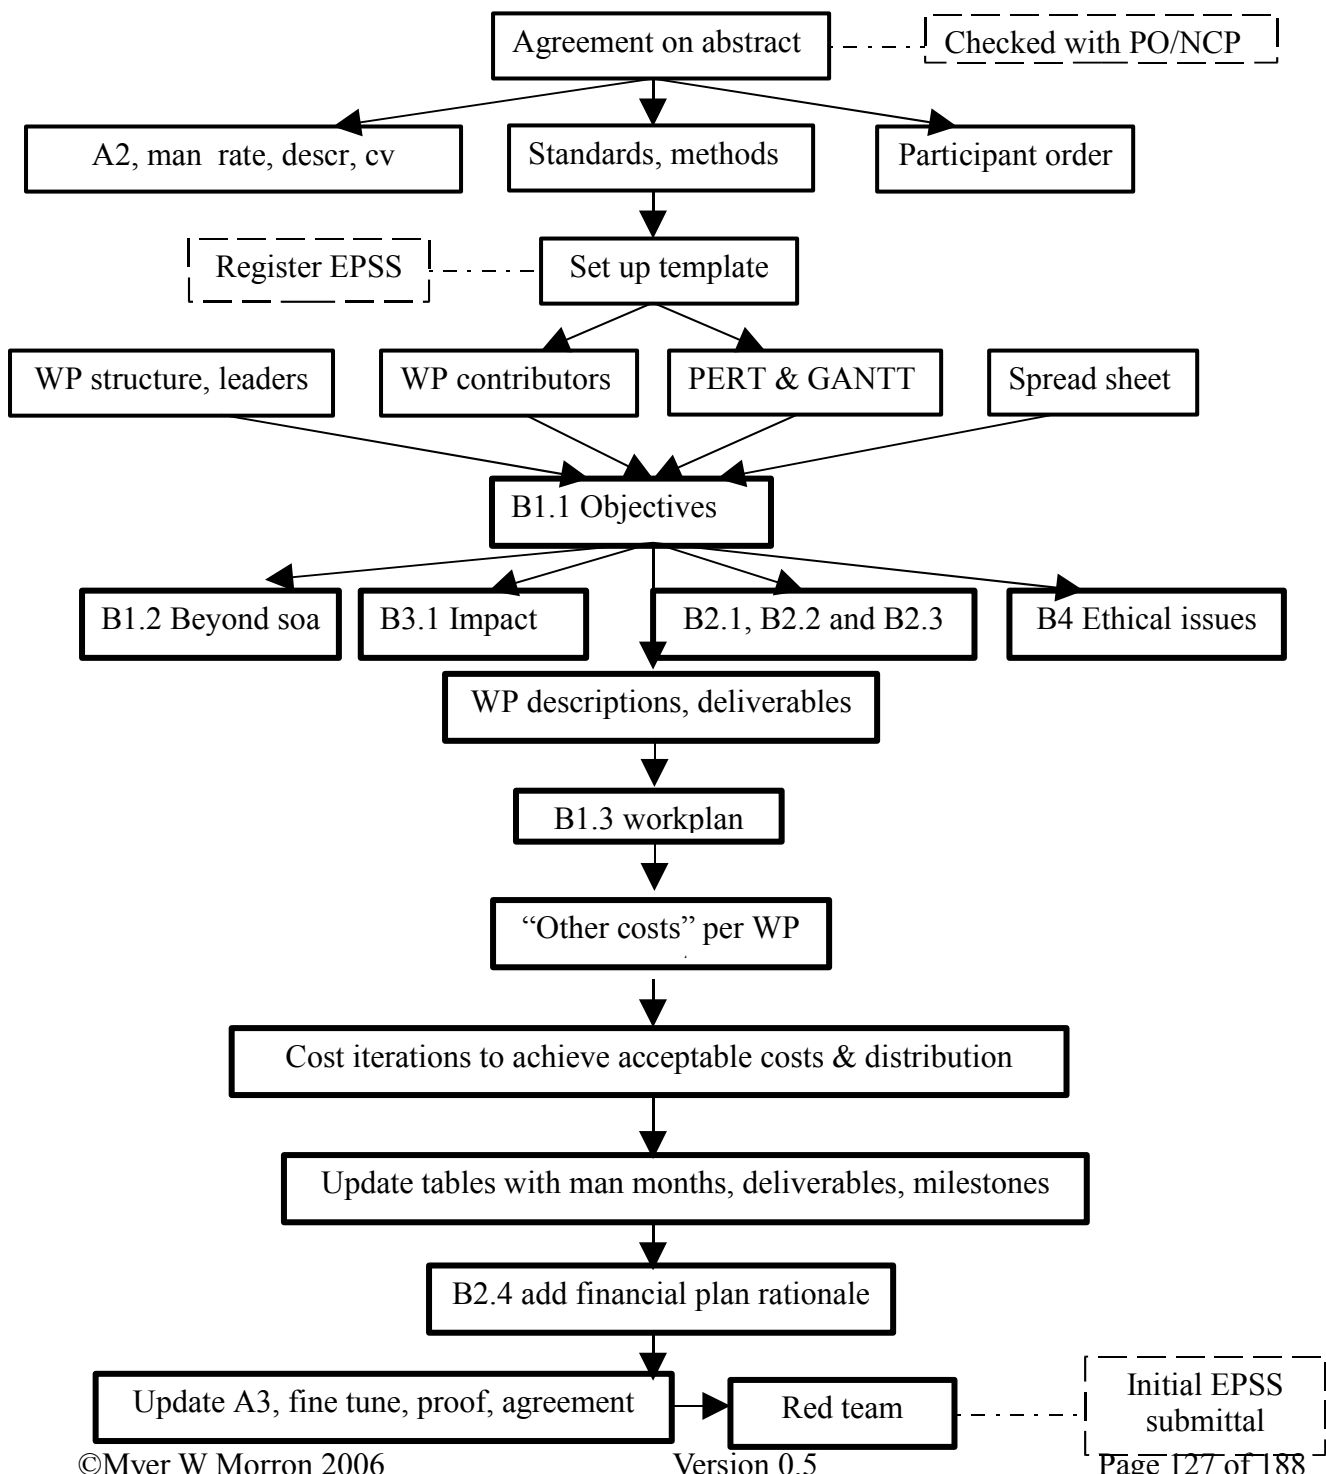 Agreement on abstract
Checked with PO/NCP
A2, man rate, descr, cv
Standards, methods
Participant order
Register EPSS
Set up template
WP structure, leaders
WP contributors
PERT & GANTT
Spread sheet
B1.1 Objectives
B1.2 Beyond soa
B3.1 Impact
B2.1, B2.2 and B2.3
B4 Ethical issues
WP descriptions, deliverables
B1.3 workplan
“Other costs” per WP
Cost iterations to achieve acceptable costs & distribution
Update tables with man months, deliverables, milestones
B2.4 add financial plan rationale
Update A3, fine tune, proof, agreement
Red team
Initial EPSS
submittal
©Myer W Morron 2006
Version 0.5
Page 127 of 188